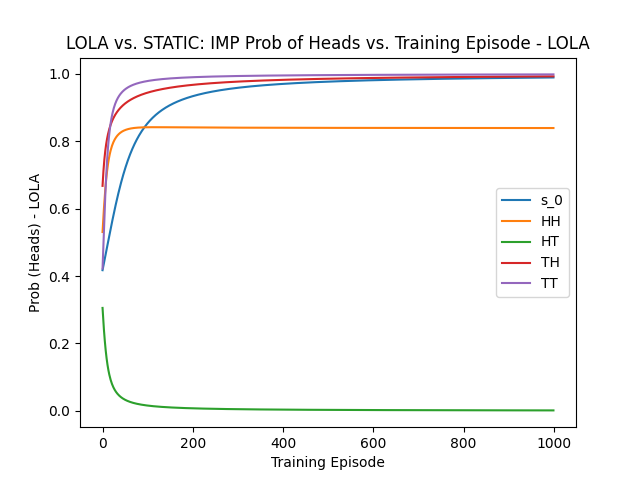 LOLA vs. STATIC: IMP Prob of Heads vs. Training Episode - LOLA
1.0
0.8
0.6
0.4
0.2
0.0
Prob (Heads) - LOLA
s_0
HH
HT
TH
TT
0 200 400 600 800 1000
Training Episode